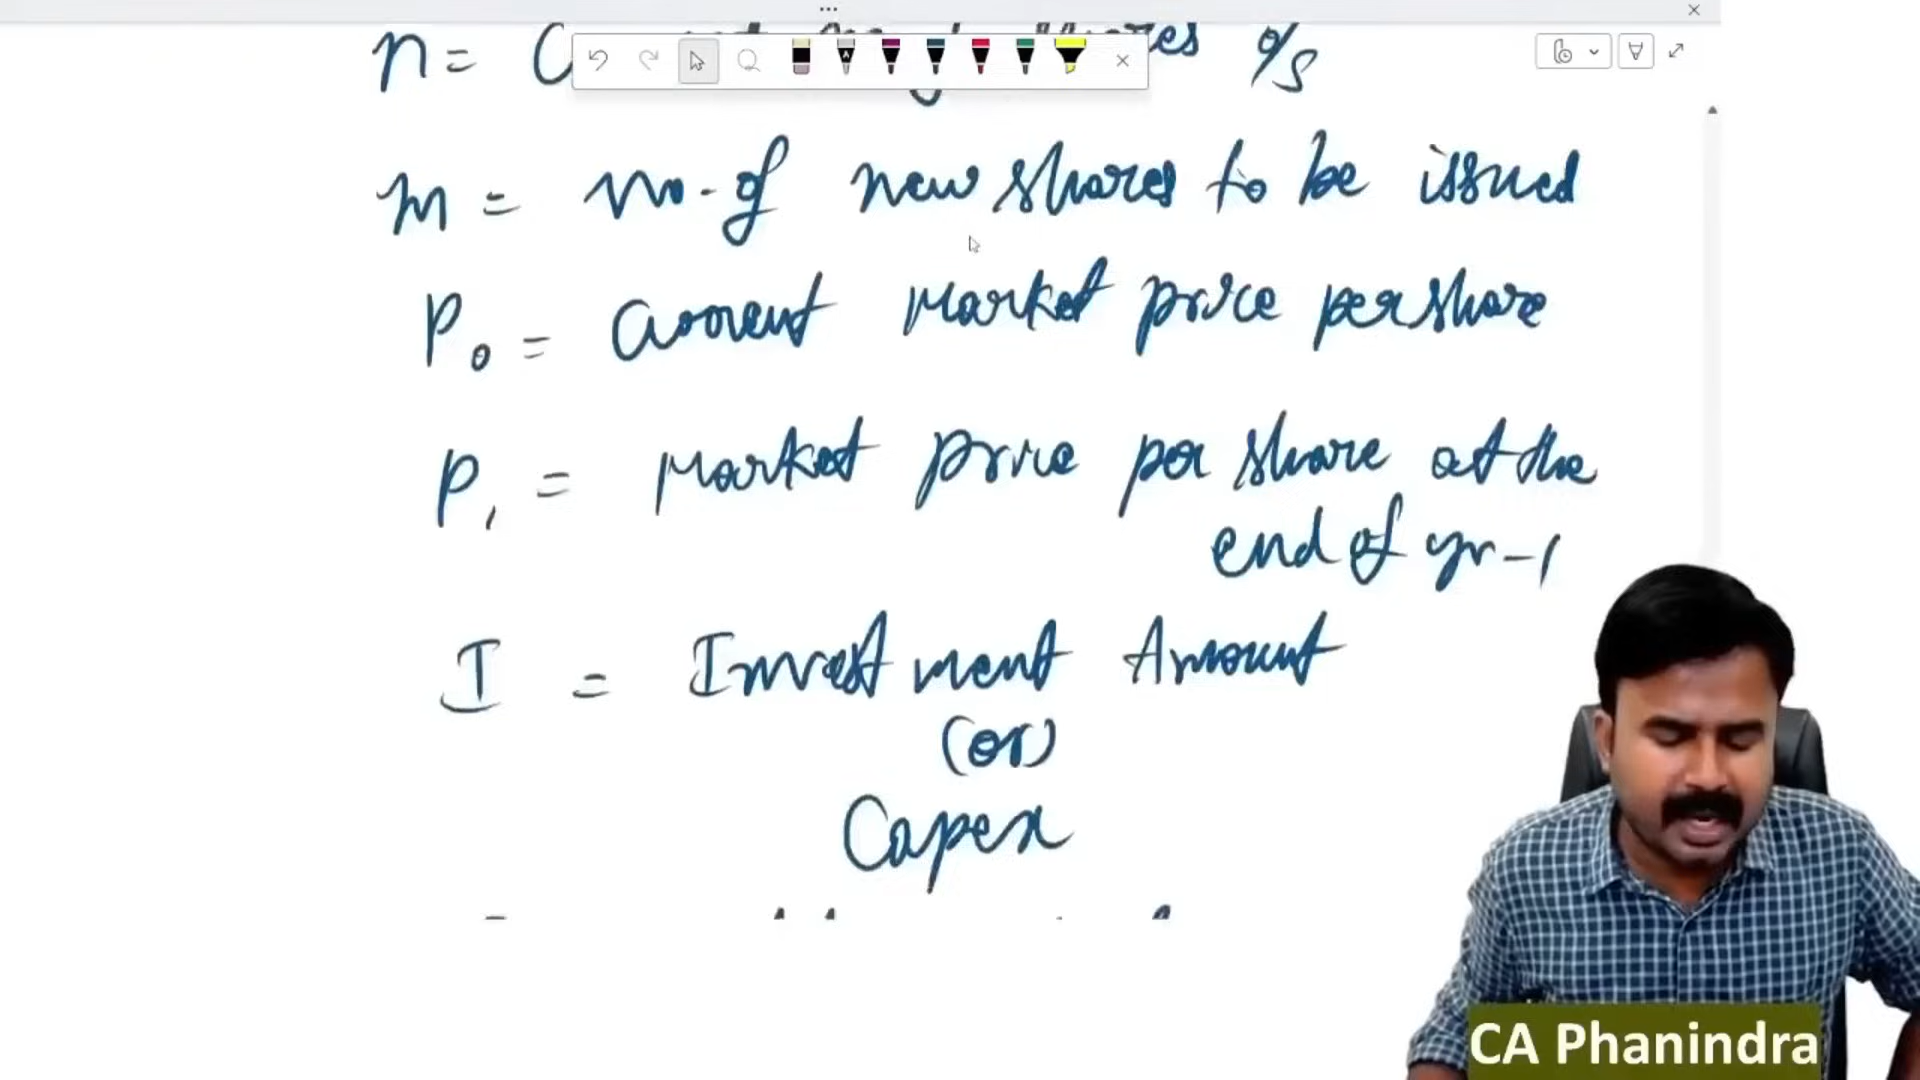 n = shares o/s
m = no. of new shares to be issued
P0 = Current Market price per share
P1 = Market price per share at the
end of yr-1
I = Investment Amount
(or)
Capex
CA Phanindra